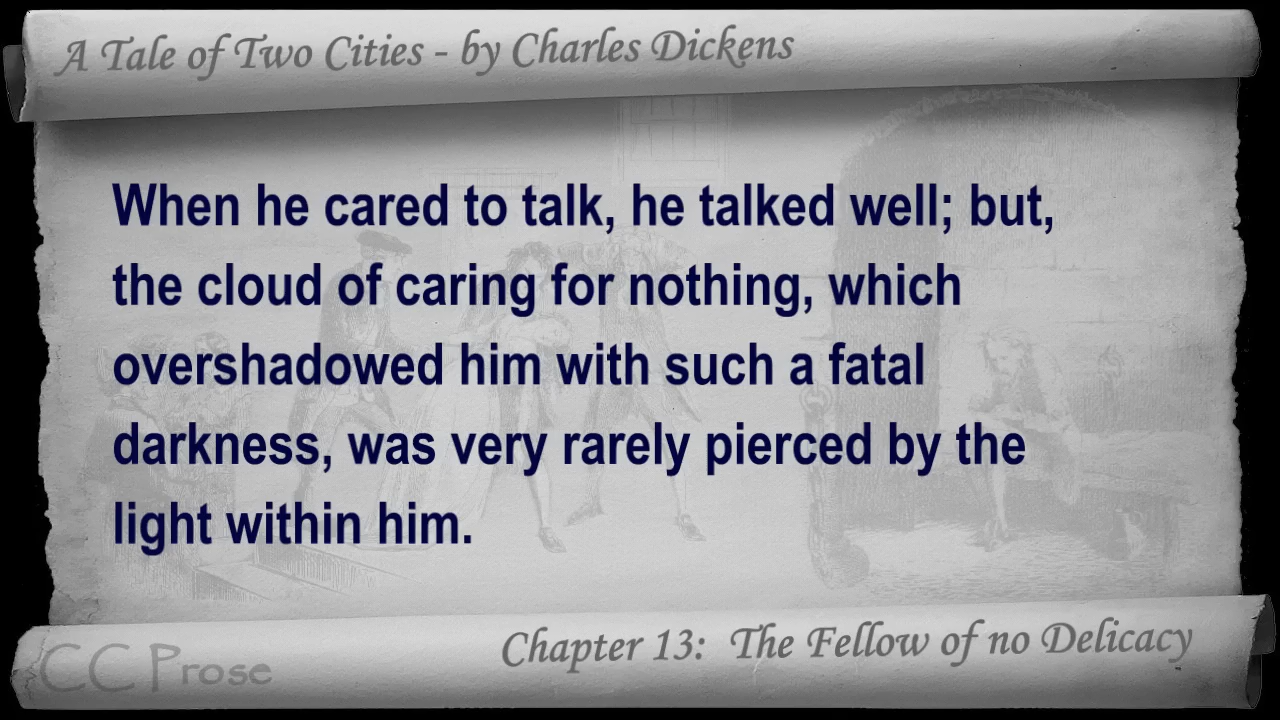 A Tale of Two Cities - by Charles Dickens
When he cared to talk, he talked well; but,
the cloud of caring for nothing, which
overshadowed him with such a fatal
darkness, was very rarely pierced by the
light within him.
Chapter 13: The Fellow of no Delicacy
CC Prose